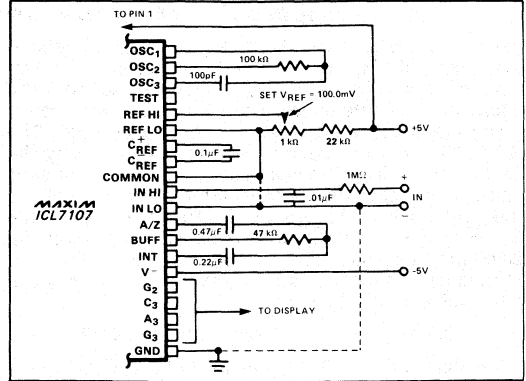 TO PIN 1
OSC1
OSC2
100 kΩ
OSC3
100pF
TEST
SET VREF = 100.0mV
REF HI
REF LO
1 kΩ
22 kΩ
+5V
C+REF
0.1µF
C-REF
COMMON
1MΩ
+
IN HI
.01µF
IN
IN LO
−
MAXIM
ICL7107
A/Z
0.47µF
BUFF
47 kΩ
INT
0.22µF
V−
-5V
G2
C3
TO DISPLAY
A3
G3
GND